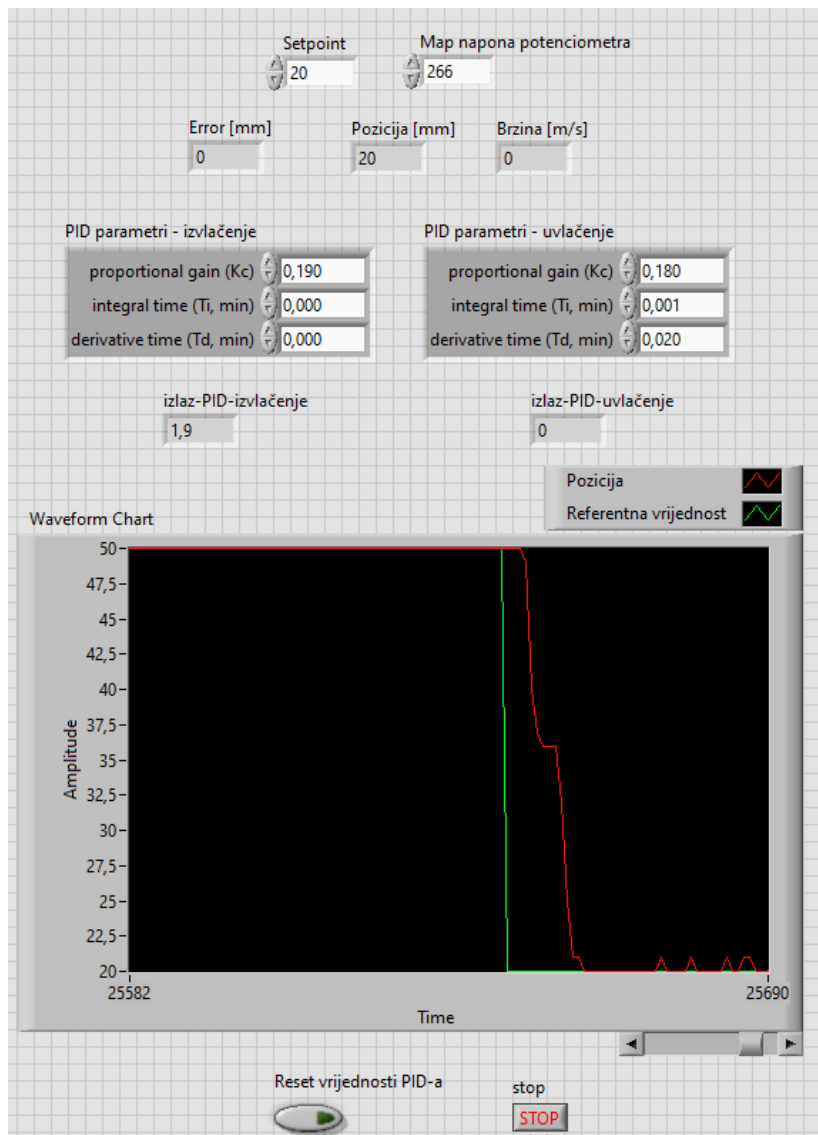 Setpoint
20
Map napona potenciometra
266
Error [mm]
0
Pozicija [mm]
20
Brzina [m/s]
0
PID parametri - izvlačenje
proportional gain (Kc) 0,190
integral time (Ti, min) 0,000
derivative time (Td, min) 0,000
PID parametri - uvlačenje
proportional gain (Kc) 0,180
integral time (Ti, min) 0,001
derivative time (Td, min) 0,020
izlaz-PID-izvlačenje
1,9
izlaz-PID-uvlačenje
0
Pozicija
Referentna vrijednost
Waveform Chart
50
47,5
45
42,5
40
37,5
35
32,5
30
27,5
25
22,5
20
Amplitude
25582
25690
Time
Reset vrijednosti PID-a
stop
STOP